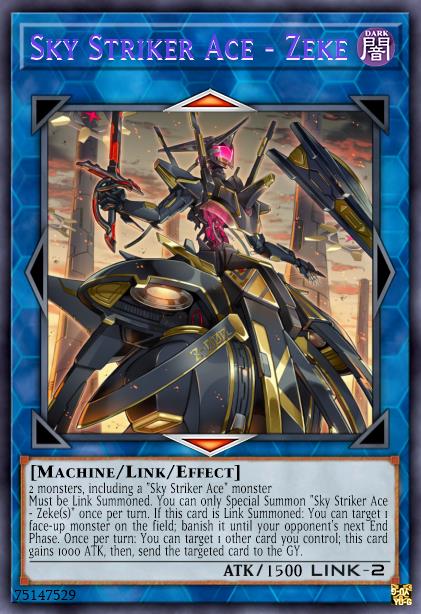 Sky Striker Ace - Zeke
DARK
闇
[Machine/Link/Effect]
2 monsters, including a "Sky Striker Ace" monster
Must be Link Summoned. You can only Special Summon "Sky Striker Ace
- Zeke(s)" once per turn. If this card is Link Summoned: You can target 1
face-up monster on the field; banish it until your opponent's next End
Phase. Once per turn: You can target 1 other card you control; this card
gains 1000 ATK, then, send the targeted card to the GY.
ATK/1500 LINK-2
75147529